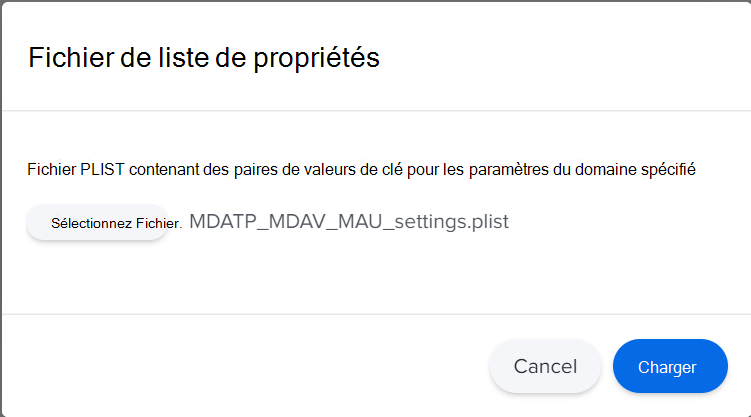 Fichier de liste de propriétés
Fichier PLIST contenant des paires de valeurs de clé pour les paramètres du domaine spécifié
Sélectionnez Fichier. MDATP_MDAV_MAU_settings.plist
Cancel Charger